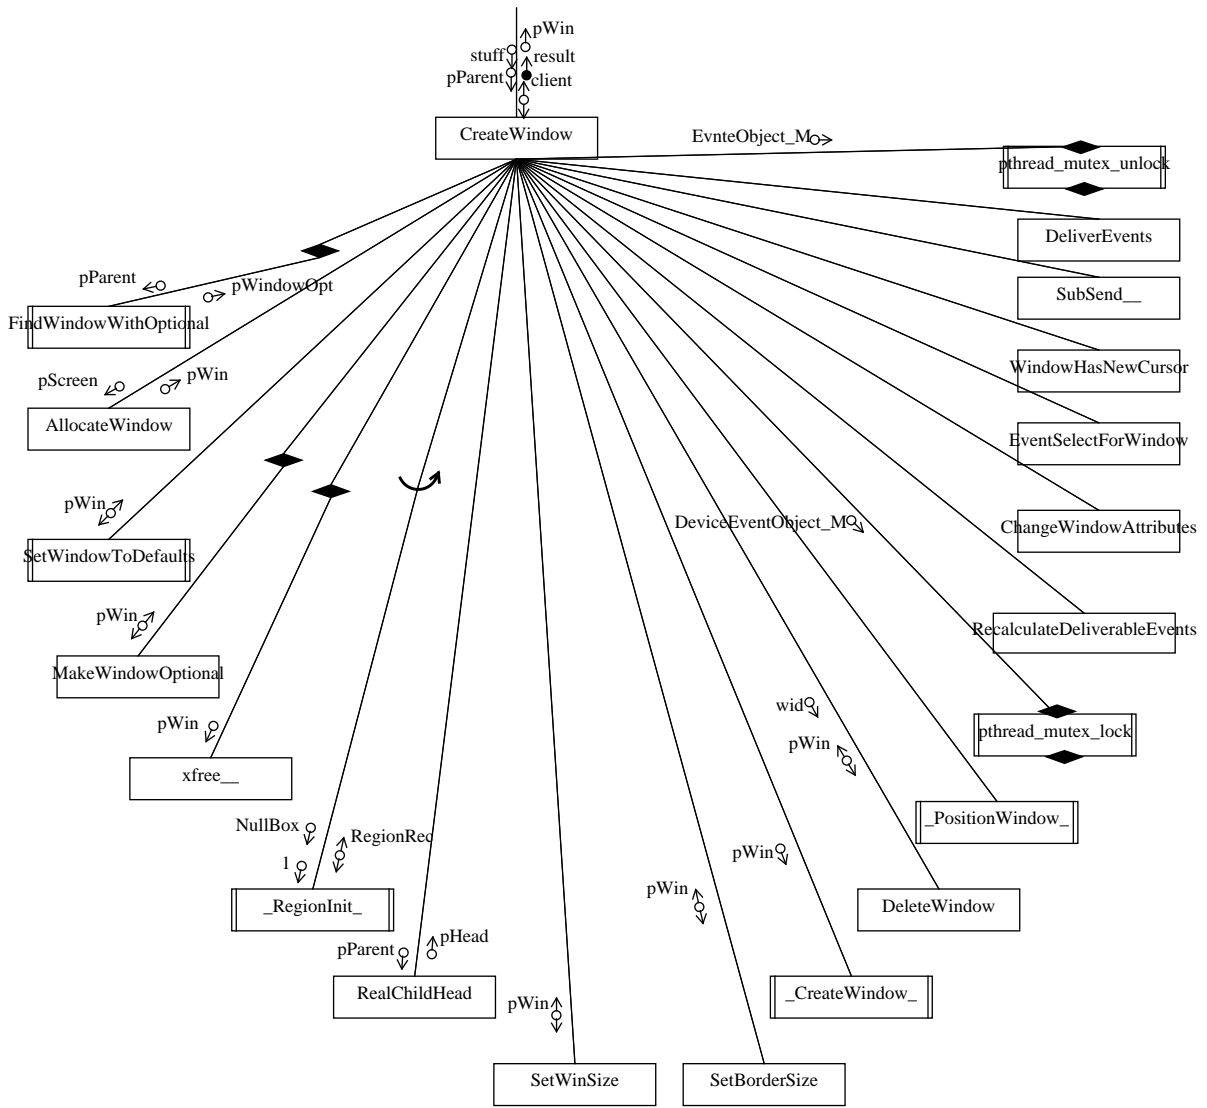 pWin
stuff
result
pParent
client
CreateWindow
EvnteObject_M
pthread_mutex_unlock
DeliverEvents
pParent
pWindowOpt
SubSend__
FindWindowWithOptional
WindowHasNewCursor
pScreen
pWin
AllocateWindow
EventSelectForWindow
pWin
DeviceEventObject_M
ChangeWindowAttributes
SetWindowToDefaults
pWin
RecalculateDeliverableEvents
MakeWindowOptional
wid
pWin
pthread_mutex_lock
pWin
xfree__
NullBox
RegionRec
_PositionWindow_
1
pWin
pWin
_RegionInit_
DeleteWindow
pParent
pHead
RealChildHead
_CreateWindow_
pWin
SetWinSize
SetBorderSize